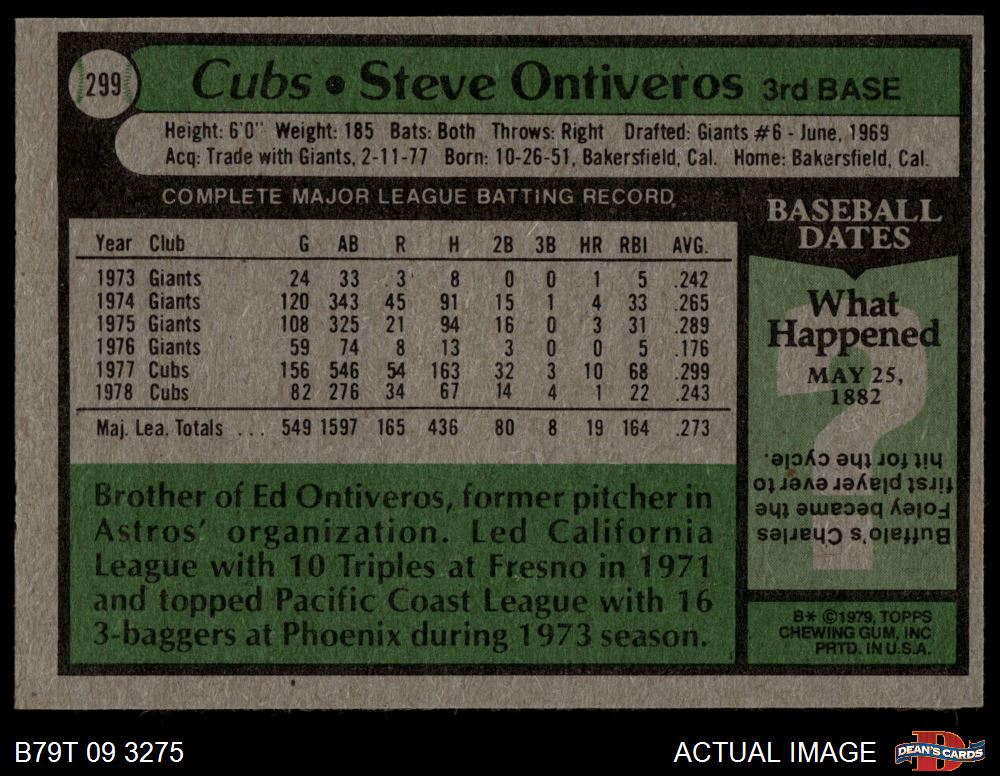 299
Cubs • Steve Ontiveros 3rd BASE
Height: 6'0" Weight: 185 Bats: Both Throws: Right Drafted: Giants #6 - June, 1969
Acq: Trade with Giants, 2-11-77 Born: 10-26-51, Bakersfield, Cal. Home: Bakersfield, Cal.
COMPLETE MAJOR LEAGUE BATTING RECORD
Year Club G AB R H 2B 3B HR RBI AVG.
1973 Giants 24 33 3 8 0 0 1 5 .242
1974 Giants 120 343 45 91 15 1 4 33 .265
1975 Giants 108 325 21 94 16 0 3 31 .289
1976 Giants 59 74 8 13 3 0 0 5 .176
1977 Cubs 156 546 54 163 32 3 10 68 .299
1978 Cubs 82 276 34 67 14 4 1 22 .243
Maj. Lea. Totals ... 549 1597 165 436 80 8 19 164 .273
Brother of Ed Ontiveros, former pitcher in
Astros' organization. Led California
League with 10 Triples at Fresno in 1971
and topped Pacific Coast League with 16
3-baggers at Phoenix during 1973 season.
BASEBALL
DATES
What
Happened
MAY 25,
1882
?
Buffalo's Charles
Foley became the
first player ever to
hit for the cycle.
B* ©1979, TOPPS
CHEWING GUM, INC
PRTD. IN U.S.A.
B79T 09 3275
ACTUAL IMAGE
D
DEAN'S CARDS